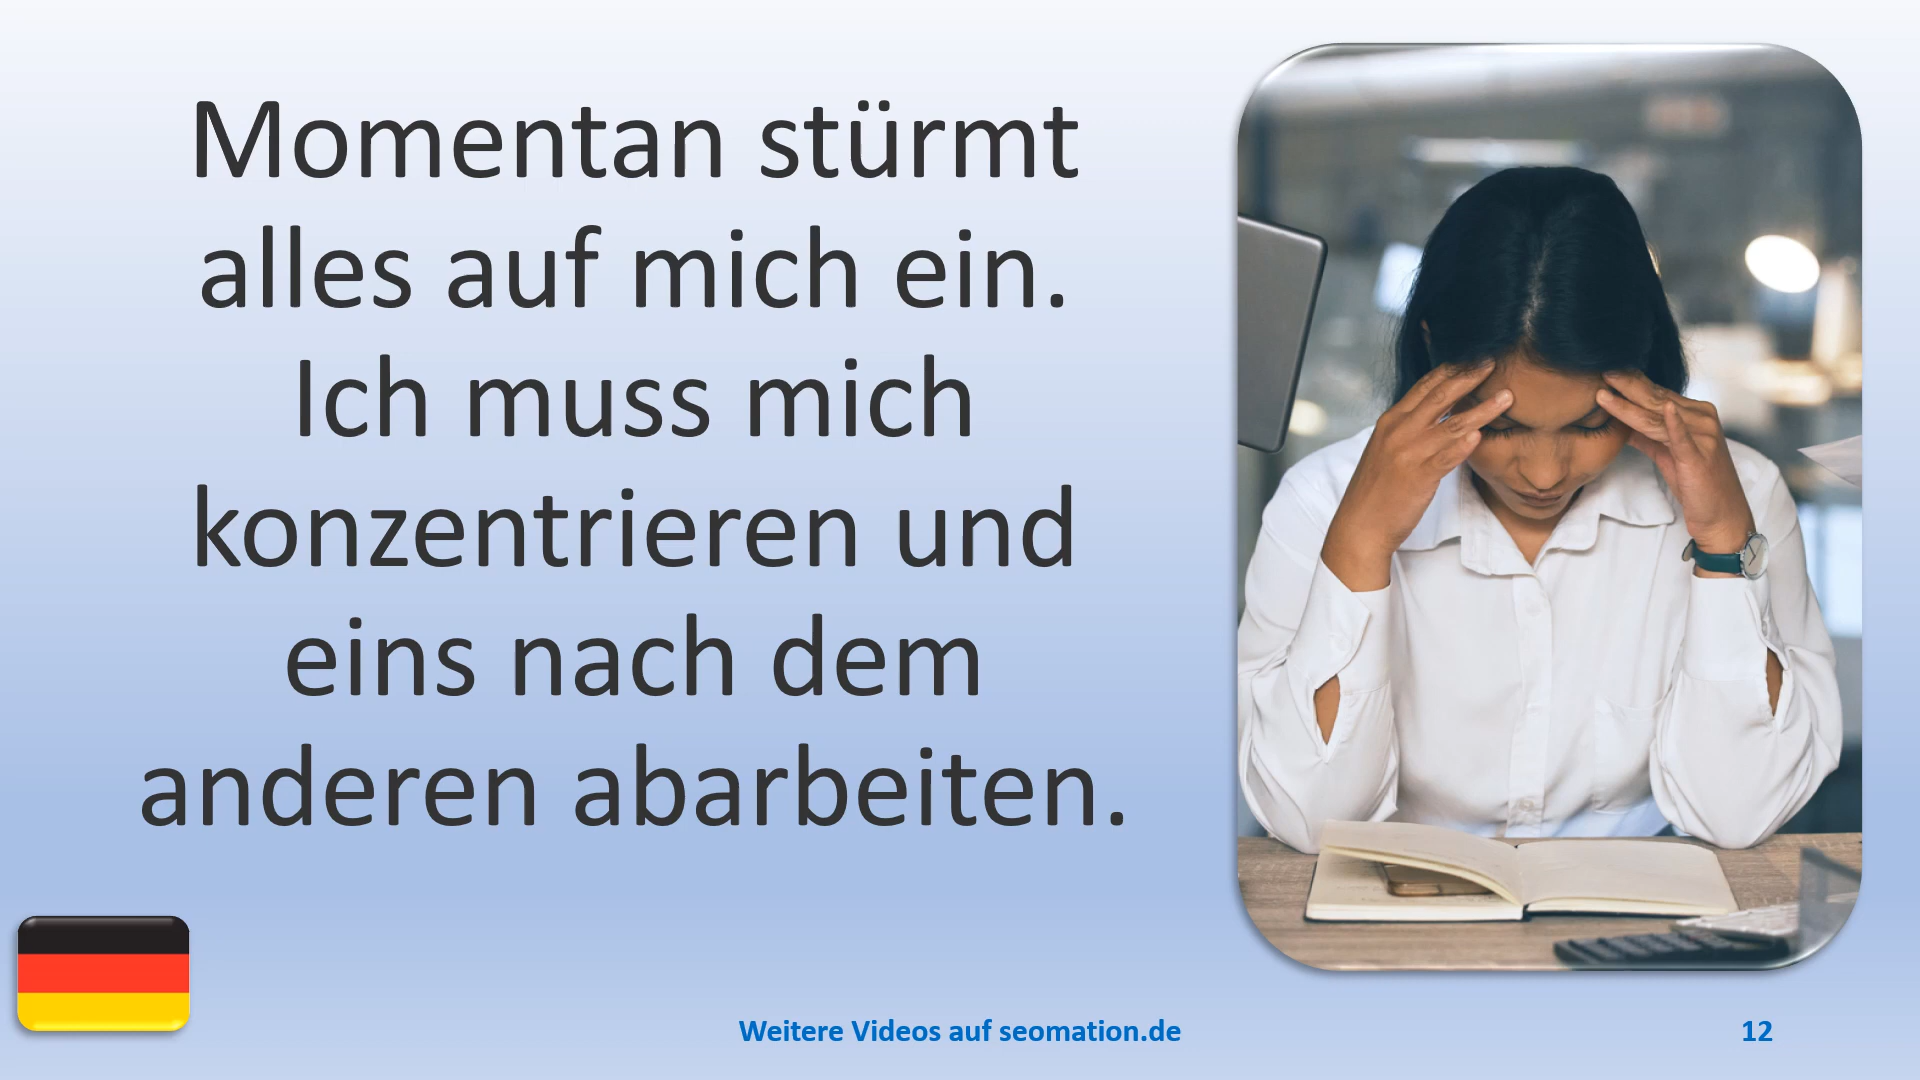 Momentan stürmt
alles auf mich ein.
Ich muss mich
konzentrieren und
eins nach dem
anderen abarbeiten.
Weitere Videos auf seomation.de
12